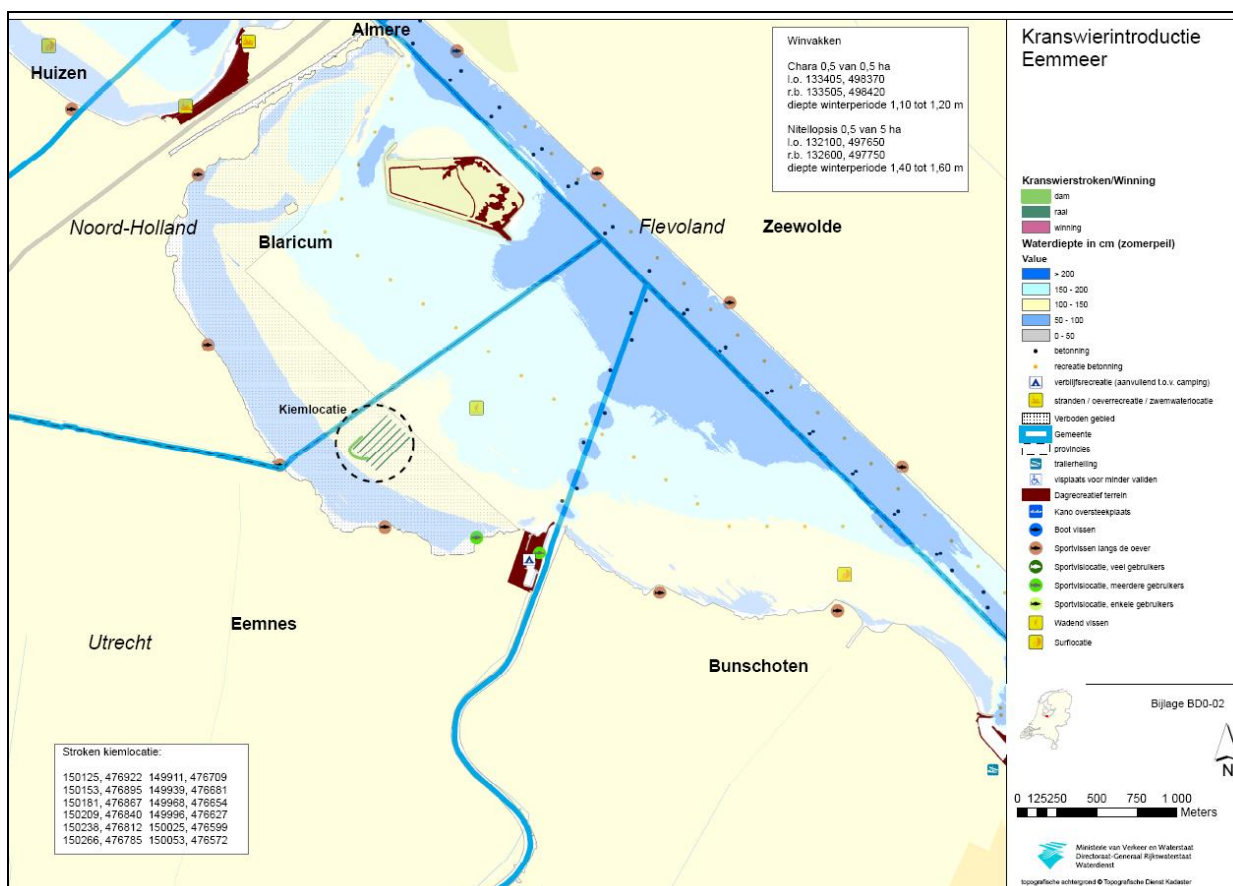 Almere
Huizen
Noord-Holland
Blaricum
Flevoland
Zeewolde
Kiemlocatie
Eemnes
Utrecht
Bunschoten
Winvakken
Chara 0,5 van 0,5 ha
l.o. 133405, 498370
r.b. 133505, 498420
diepte winterperiode 1,10 tot 1,20 m
Nitellopsis 0,5 van 5 ha
l.o. 132100, 497650
r.b. 132600, 497750
diepte winterperiode 1,40 tot 1,60 m
Stroken kiemlocatie:
150125, 476922 149911, 476709
150153, 476895 149939, 476681
150181, 476867 149968, 476654
150209, 476840 149996, 476627
150238, 476812 150025, 476599
150266, 476785 150053, 476572
Kranswierintroductie
Eemmeer
Kranswierstroken/Winning
dam
raai
winning
Waterdiepte in cm (zomerpeil)
Value
> 200
150 - 200
100 - 150
50 - 100
0 - 50
betonning
recreatie betonning
verblijfsrecreatie (aanvullend t.o.v. camping)
stranden / oeverrecreatie / zwemwaterlocatie
Verboden gebied
Gemeente
provincies
trailerhelling
visplaats voor minder validen
Dagrecreatief terrein
Kano oversteekplaats
Boot vissen
Sportvissen langs de oever
Sportvislocatie, veel gebruikers
Sportvislocatie, meerdere gebruikers
Sportvislocatie, enkele gebruikers
Wadend vissen
Surflocatie
Bijlage BD0-02
N
0 125250 500 750 1 000
Meters
Ministerie van Verkeer en Waterstaat
Directoraat-Generaal Rijkswaterstaat
Waterdienst
topografische achtergrond © Topografische Dienst Kadaster